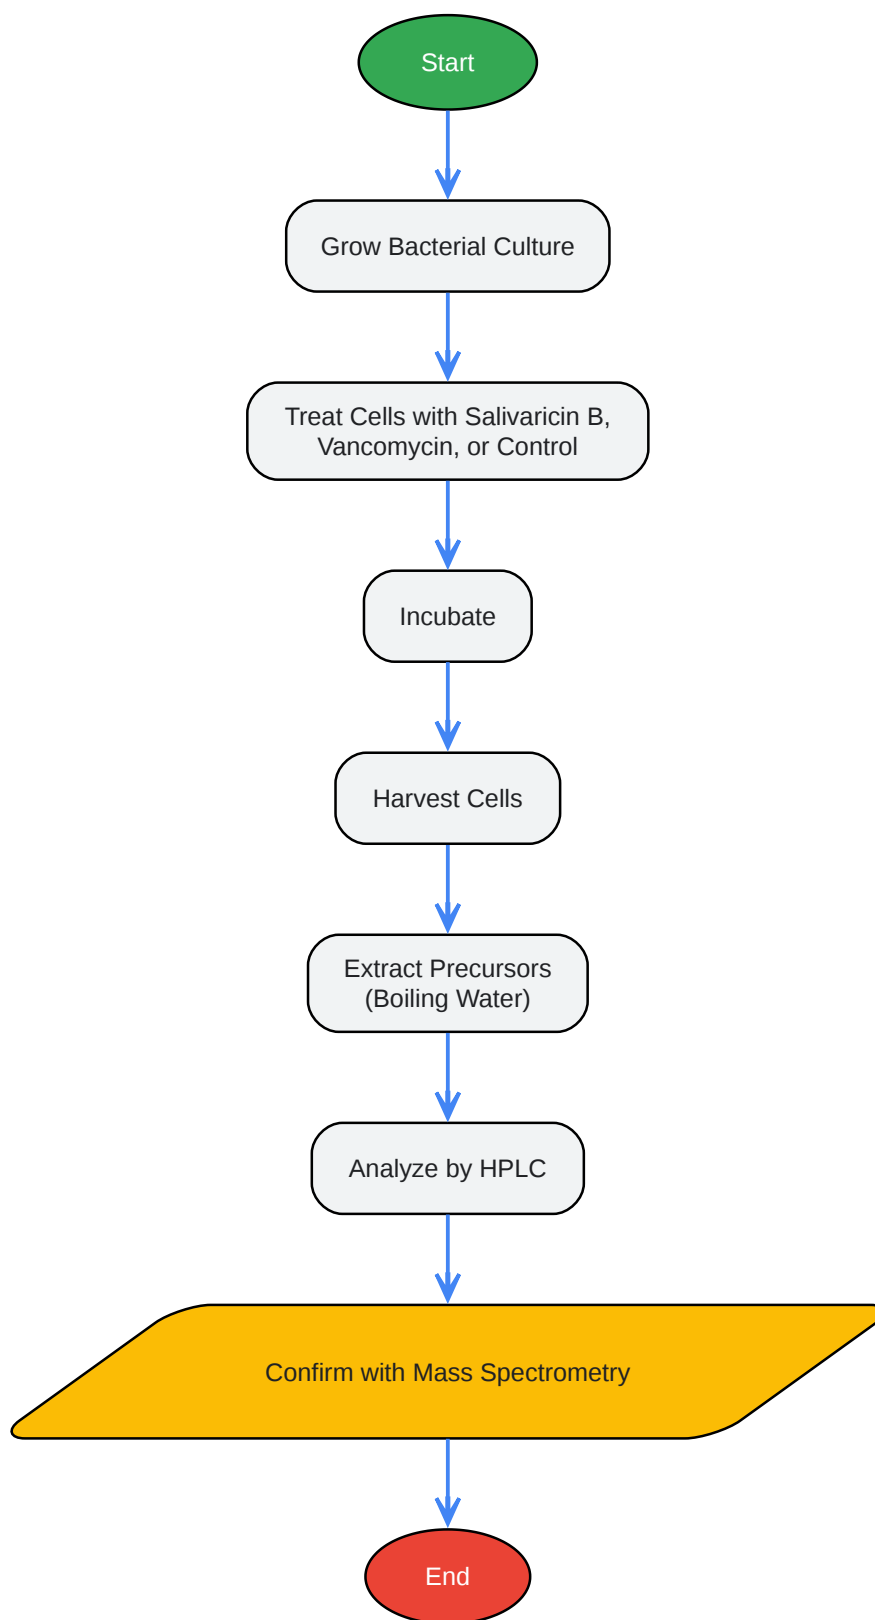 Start
Grow Bacterial Culture
Treat Cells with Salivaricin B,
Vancomycin, or Control
Incubate
Harvest Cells
Extract Precursors
(Boiling Water)
Analyze by HPLC
Confirm with Mass Spectrometry
End